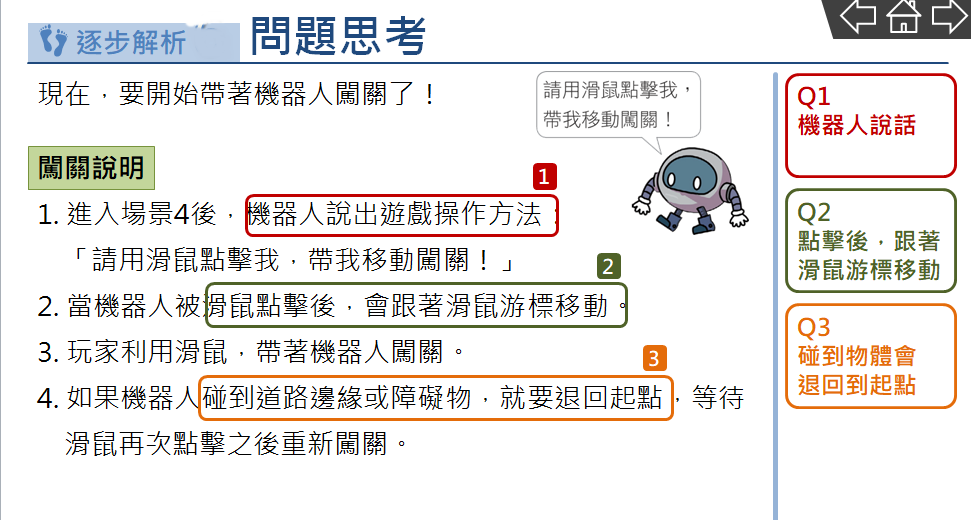 逐步解析 問題思考
現在，要開始帶著機器人闖關了！
請用滑鼠點擊我，
帶我移動闖關！
闖關說明
1
1. 進入場景4後，機器人說出遊戲操作方法：
「請用滑鼠點擊我，帶我移動闖關！」
2
2. 當機器人被滑鼠點擊後，會跟著滑鼠游標移動。
3. 玩家利用滑鼠，帶著機器人闖關。
3
4. 如果機器人碰到道路邊緣或障礙物，就要退回起點，等待
滑鼠再次點擊之後重新闖關。
Q1
機器人說話
Q2
點擊後，跟著
滑鼠游標移動
Q3
碰到物體會
退回到起點